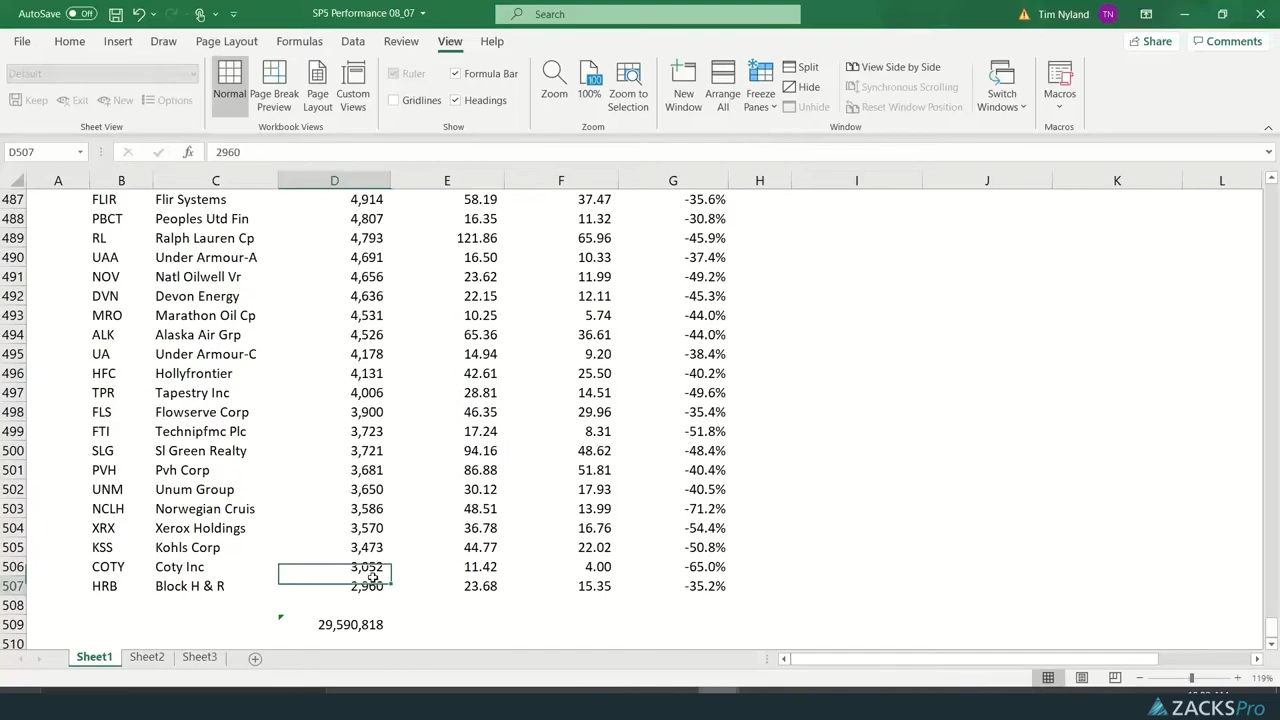 AutoSave Off SP5 Performance 08_07 Search Tim Nyland TN
File Home Insert Draw Page Layout Formulas Data Review View Help Share Comments
Default
Keep Exit New Options
Sheet View
Normal
Page Break Preview
Page Layout
Custom Views
Workbook Views
Ruler Formula Bar
Gridlines Headings
Show
Zoom
100
100%
Zoom to Selection
Zoom
New Window
Arrange All
Freeze Panes
Split
Hide
Unhide
View Side by Side
Synchronous Scrolling
Reset Window Position
Window
Switch Windows
Macros
Macros
D507 fx 2960
A B C D E F G H I J K L
487 FLIR Flir Systems 4,914 58.19 37.47 -35.6%
488 PBCT Peoples Utd Fin 4,807 16.35 11.32 -30.8%
489 RL Ralph Lauren Cp 4,793 121.86 65.96 -45.9%
490 UAA Under Armour-A 4,691 16.50 10.33 -37.4%
491 NOV Natl Oilwell Vr 4,656 23.62 11.99 -49.2%
492 DVN Devon Energy 4,636 22.15 12.11 -45.3%
493 MRO Marathon Oil Cp 4,531 10.25 5.74 -44.0%
494 ALK Alaska Air Grp 4,526 65.36 36.61 -44.0%
495 UA Under Armour-C 4,178 14.94 9.20 -38.4%
496 HFC Hollyfrontier 4,131 42.61 25.50 -40.2%
497 TPR Tapestry Inc 4,006 28.81 14.51 -49.6%
498 FLS Flowserve Corp 3,900 46.35 29.96 -35.4%
499 FTI Technipfmc Plc 3,723 17.24 8.31 -51.8%
500 SLG Sl Green Realty 3,721 94.16 48.62 -48.4%
501 PVH Pvh Corp 3,681 86.88 51.81 -40.4%
502 UNM Unum Group 3,650 30.12 17.93 -40.5%
503 NCLH Norwegian Cruis 3,586 48.51 13.99 -71.2%
504 XRX Xerox Holdings 3,570 36.78 16.76 -54.4%
505 KSS Kohls Corp 3,473 44.77 22.02 -50.8%
506 COTY Coty Inc 3,052 11.42 4.00 -65.0%
507 HRB Block H & R 2,960 23.68 15.35 -35.2%
508
509 29,590,818
510
Sheet1 Sheet2 Sheet3
119%
ZACKSPro